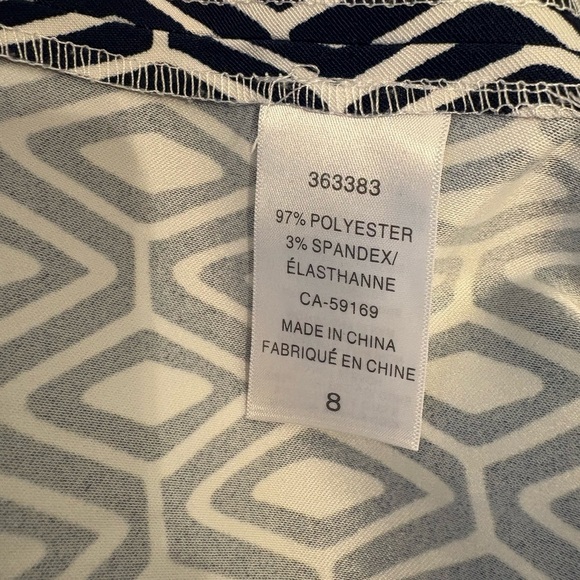 363383
97% POLYESTER
3% SPANDEX/
ÉLASTHANNE
CA-59169
MADE IN CHINA
FABRIQUÉ EN CHINE
8